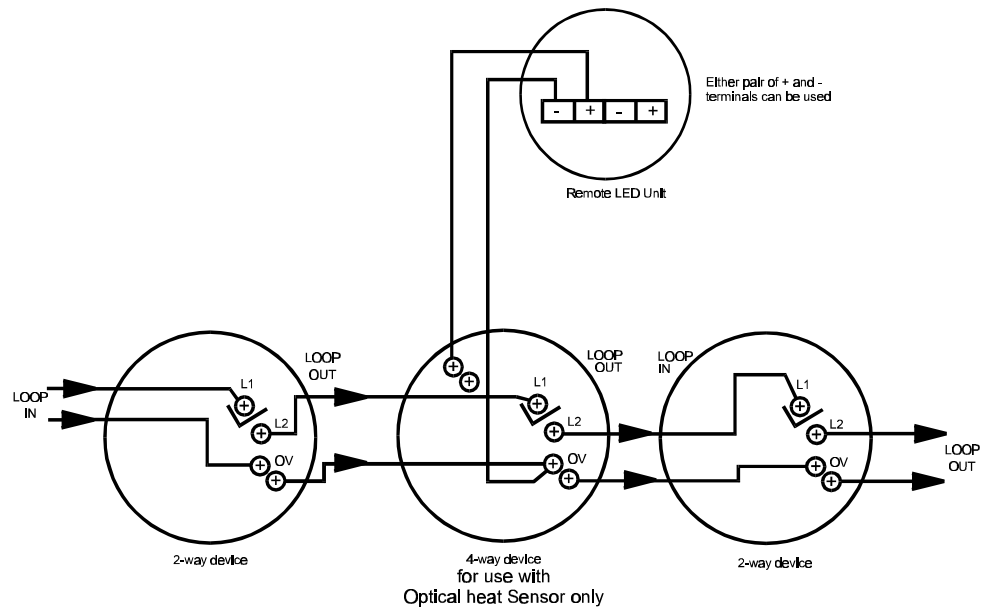 Either pair of + and -
terminals can be used
- + - +
Remote LED Unit
LOOP
IN
L1
L2
OV
LOOP
OUT
L1
L2
OV
LOOP
OUT
LOOP
IN
L1
L2
OV
LOOP
OUT
2-way device
4-way device
for use with
Optical heat Sensor only
2-way device